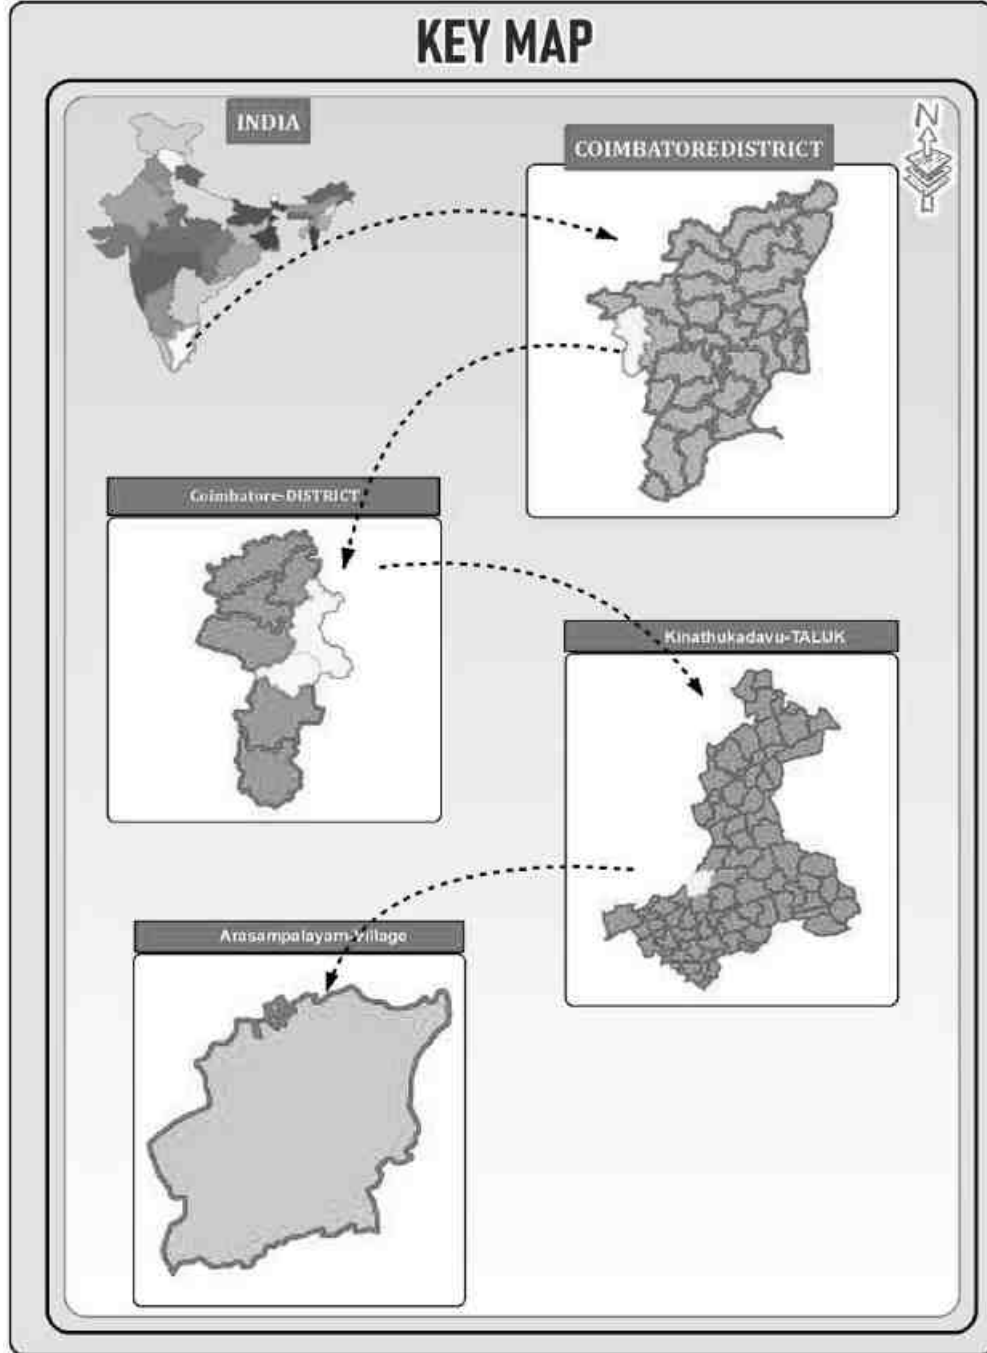 KEY MAP
INDIA
N
COIMBATOREDISTRICT
Coimbatore-DISTRICT
Kinathukadavu-TALUK
Arasampalayam-Village